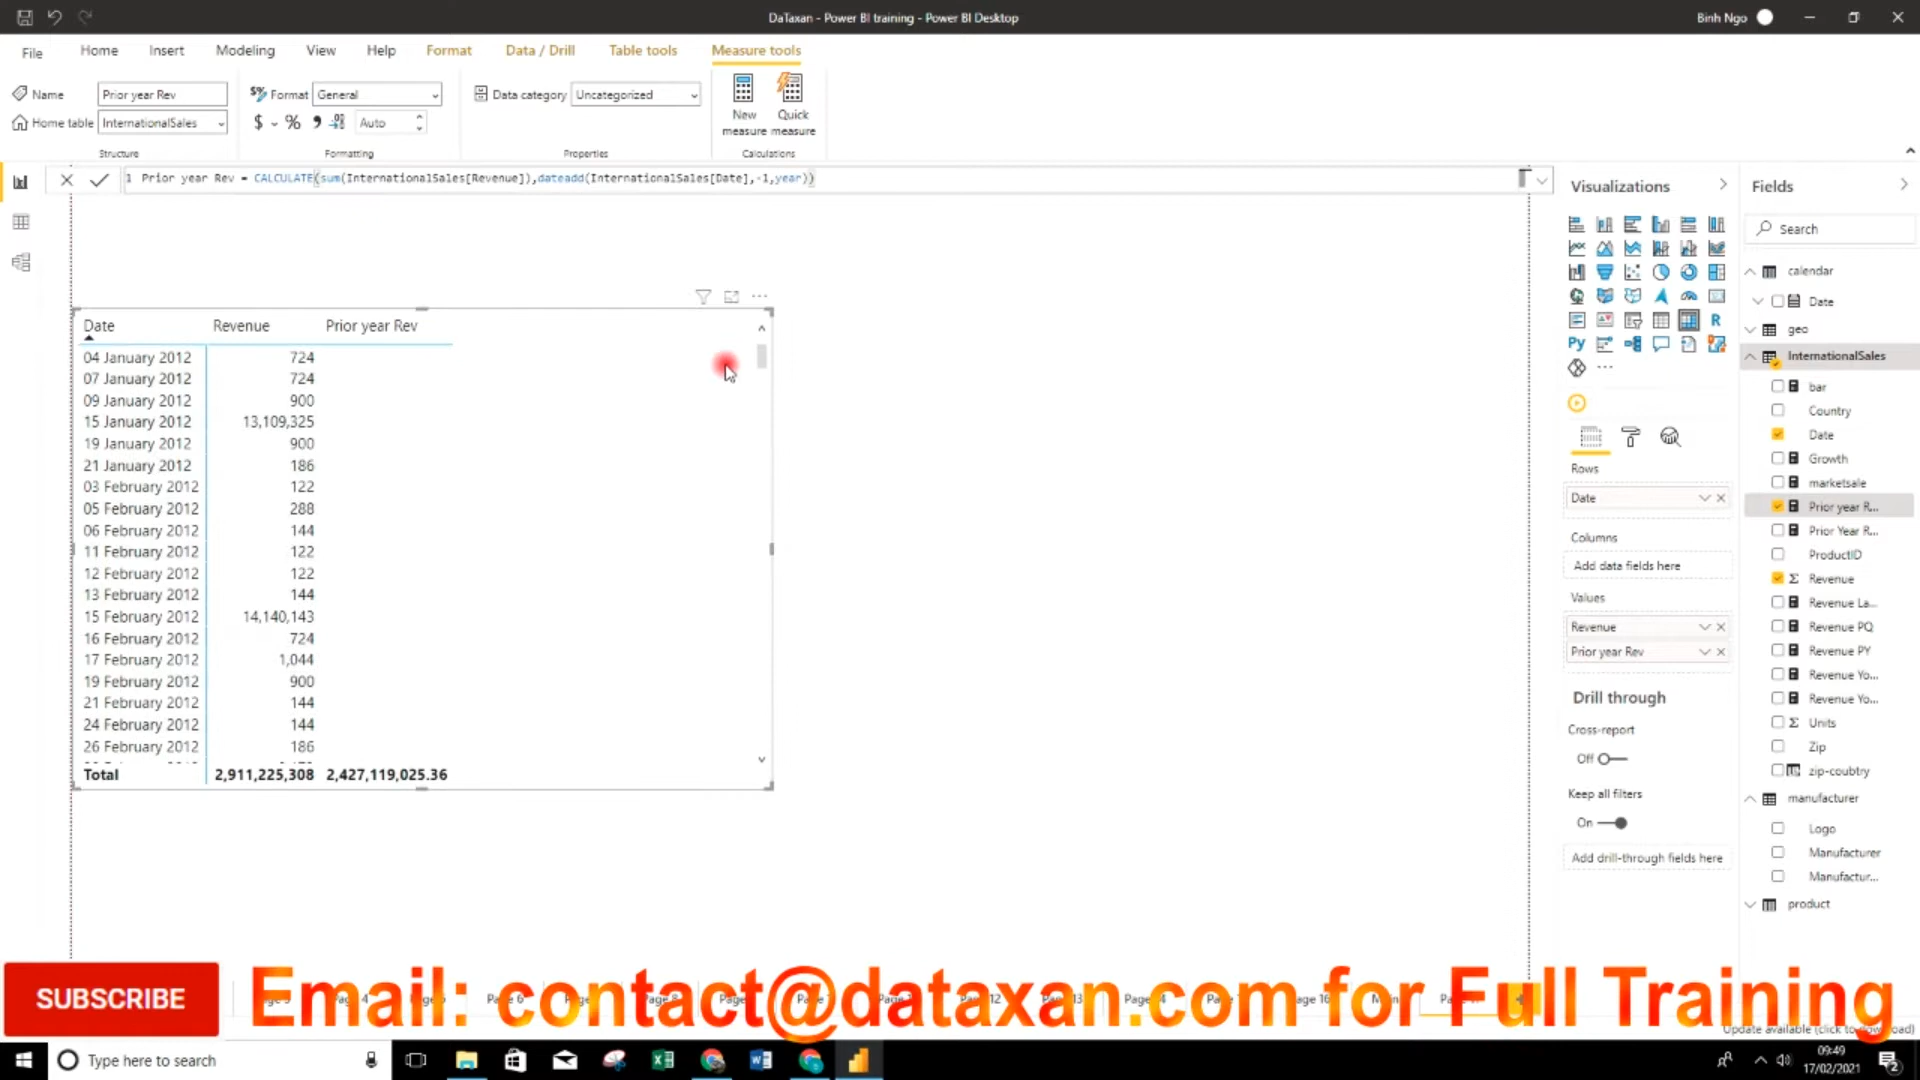 DaTaxan - Power BI training - Power BI Desktop
Binh Ngo
File Home Insert Modeling View Help Format Data / Drill Table tools Measure tools
Name Prior year Rev
Home table InternationalSales
Structure
Format General
$ % Auto
Formatting
Data category Uncategorized
Properties
New measure
Quick measure
Calculations
1 Prior year Rev = CALCULATE(sum(InternationalSales[Revenue]),dateadd(InternationalSales[Date],-1,year))
Date Revenue Prior year Rev
04 January 2012 724
07 January 2012 724
09 January 2012 900
15 January 2012 13,109,325
19 January 2012 900
21 January 2012 186
03 February 2012 122
05 February 2012 288
06 February 2012 144
11 February 2012 122
12 February 2012 122
13 February 2012 144
15 February 2012 14,140,143
16 February 2012 724
17 February 2012 1,044
19 February 2012 900
21 February 2012 144
24 February 2012 144
26 February 2012 186
Total 2,911,225,308 2,427,119,025.36
Visualizations
R
Py
Rows
Date
Columns
Add data fields here
Values
Revenue
Prior year Rev
Drill through
Cross-report
Off
Keep all filters
On
Add drill-through fields here
Fields
Search
calendar
Date
geo
InternationalSales
bar
Country
Date
Growth
marketsale
Prior year R...
Prior Year R...
ProductID
Revenue
Revenue La...
Revenue PQ
Revenue PY
Revenue Yo...
Revenue Yo...
Units
Zip
zip-coubtry
manufacturer
Logo
Manufacturer
Manufactur...
product
SUBSCRIBE
Email: contact@dataxan.com for Full Training
Page 6
Update available (click to download)
Type here to search
09:49
17/02/2021
2